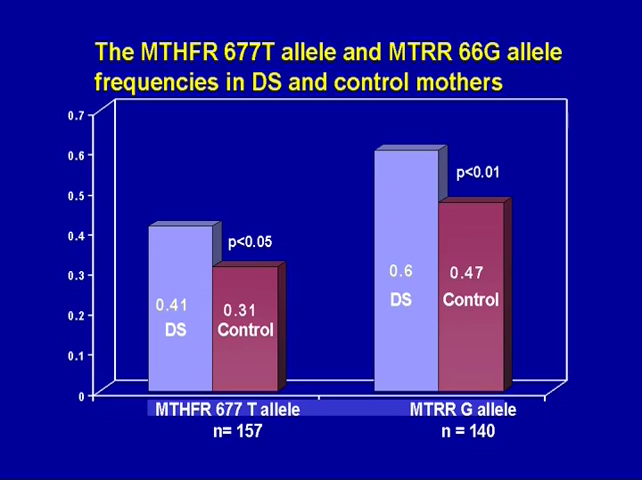 The MTHFR 677T allele and MTRR 66G allele
frequencies in DS and control mothers
0.7
0.6
0.5
0.4
0.3
0.2
0.1
0
p<0.05
p<0.01
0.41
DS
0.31
Control
0.6
DS
0.47
Control
MTHFR 677 T allele
n= 157
MTRR G allele
n = 140